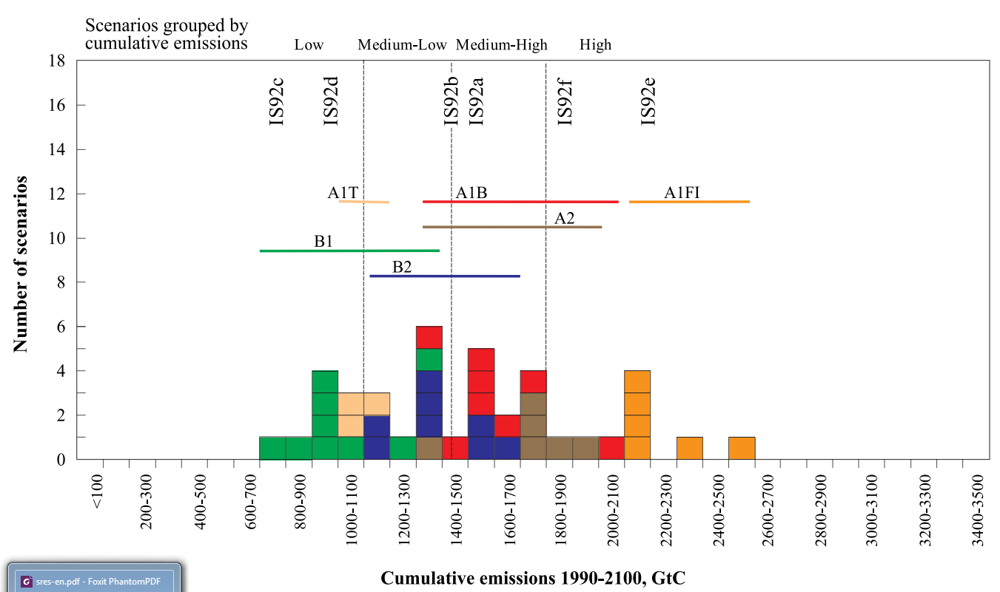 Scenarios grouped by
cumulative emissions
Low
Medium-Low
Medium-High
High
18
16
14
12
10
8
6
4
2
0
Number of scenarios
IS92c
IS92d
IS92b
IS92a
IS92f
IS92e
A1T
A1B
A1FI
A2
B1
B2
<100
200-300
400-500
600-700
800-900
1000-1100
1200-1300
1400-1500
1600-1700
1800-1900
2000-2100
2200-2300
2400-2500
2600-2700
2800-2900
3000-3100
3200-3300
3400-3500
Cumulative emissions 1990-2100, GtC
sres-en.pdf - Foxit PhantomPDF